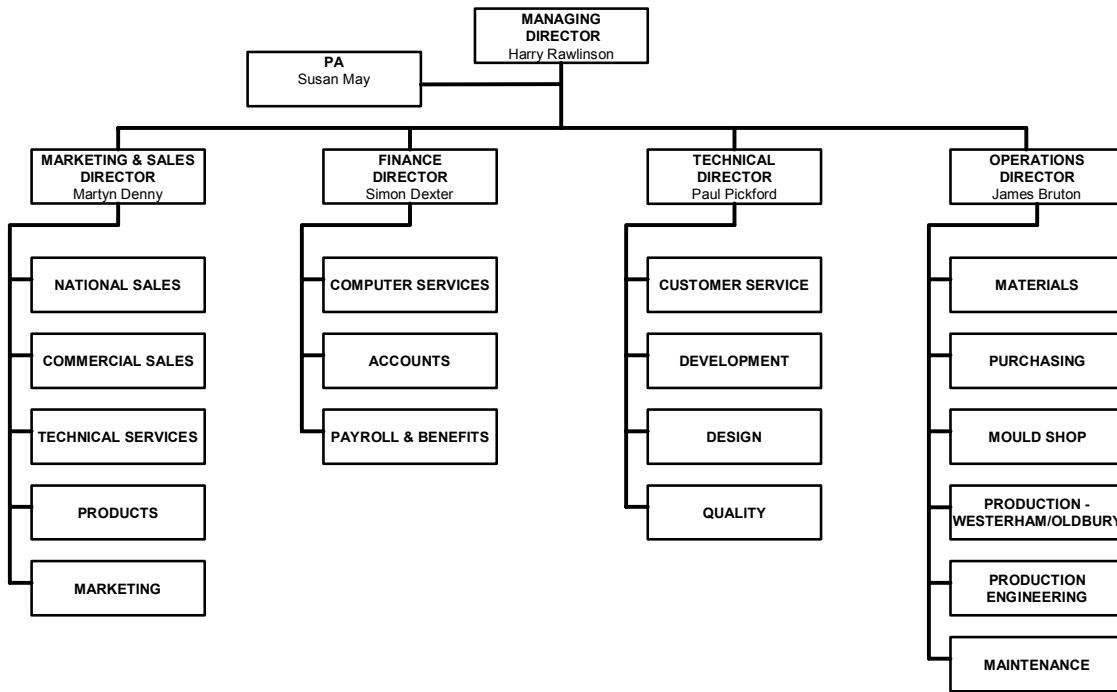 MANAGING
DIRECTOR
Harry Rawlinson
PA
Susan May
MARKETING & SALES
DIRECTOR
Martyn Denny
FINANCE
DIRECTOR
Simon Dexter
TECHNICAL
DIRECTOR
Paul Pickford
OPERATIONS
DIRECTOR
James Bruton
NATIONAL SALES
COMMERCIAL SALES
TECHNICAL SERVICES
PRODUCTS
MARKETING
COMPUTER SERVICES
ACCOUNTS
PAYROLL & BENEFITS
CUSTOMER SERVICE
DEVELOPMENT
DESIGN
QUALITY
MATERIALS
PURCHASING
MOULD SHOP
PRODUCTION -
WESTERHAM/OLDBURY
PRODUCTION
ENGINEERING
MAINTENANCE